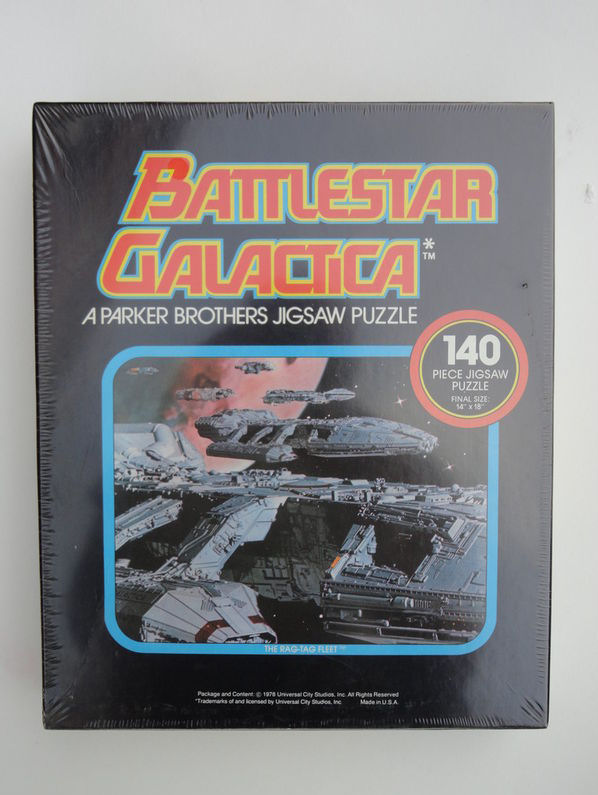 BATTLESTAR
GALACTICA*™
A PARKER BROTHERS JIGSAW PUZZLE
140
PIECE JIGSAW
PUZZLE
FINAL SIZE:
14" x 18"
THE RAG-TAG FLEET™
Package and Content: © 1978 Universal City Studios, Inc. All Rights Reserved
*Trademarks of and licensed by Universal City Studios, Inc. Made in U.S.A.